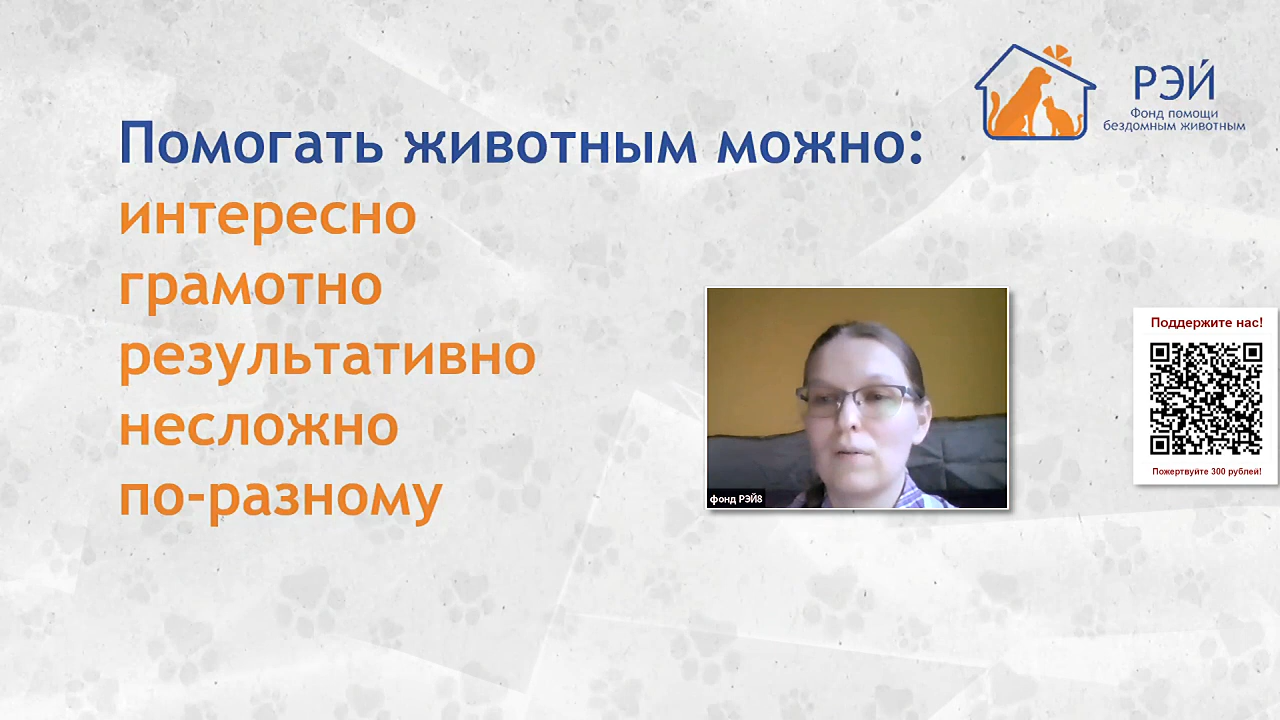 Помогать животным можно:
интересно
грамотно
результативно
несложно
по-разному
РЭЙ
Фонд помощи
бездомным животным
фонд РЭЙ8
Поддержите нас!
Пожертвуйте 300 рублей!